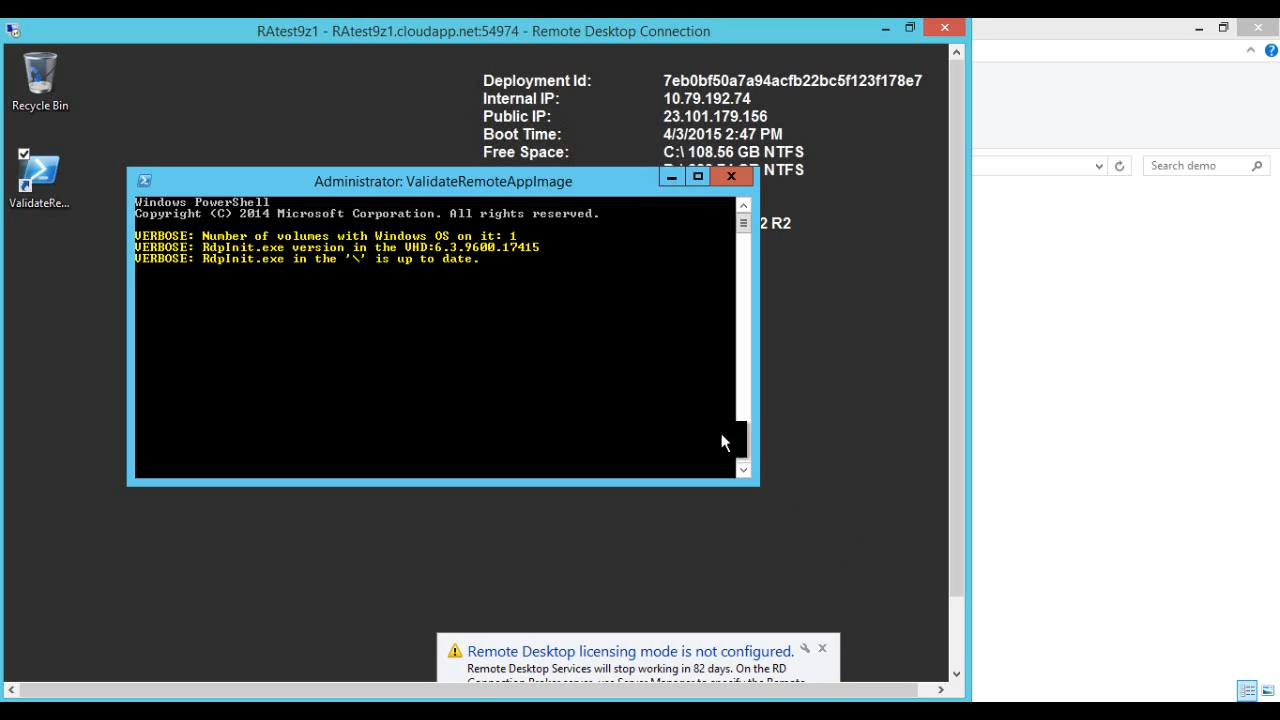 RAtest9z1 - RAtest9z1.cloudapp.net:54974 - Remote Desktop Connection
Recycle Bin
Deployment Id: 7eb0bf50a7a94acfb22bc5f123f178e7
Internal IP: 10.79.192.74
Public IP: 23.101.179.156
Boot Time: 4/3/2015 2:47 PM
Free Space: C:\ 108.56 GB NTFS
GB NTFS
Search demo
ValidateRe...
Administrator: ValidateRemoteAppImage
Windows PowerShell
Copyright (C) 2014 Microsoft Corporation. All rights reserved.
2 R2
VERBOSE: Number of volumes with Windows OS on it: 1
VERBOSE: RdpInit.exe version in the VHD:6.3.9600.17415
VERBOSE: RdpInit.exe in the '\' is up to date.
Remote Desktop licensing mode is not configured.
Remote Desktop Services will stop working in 82 days. On the RD